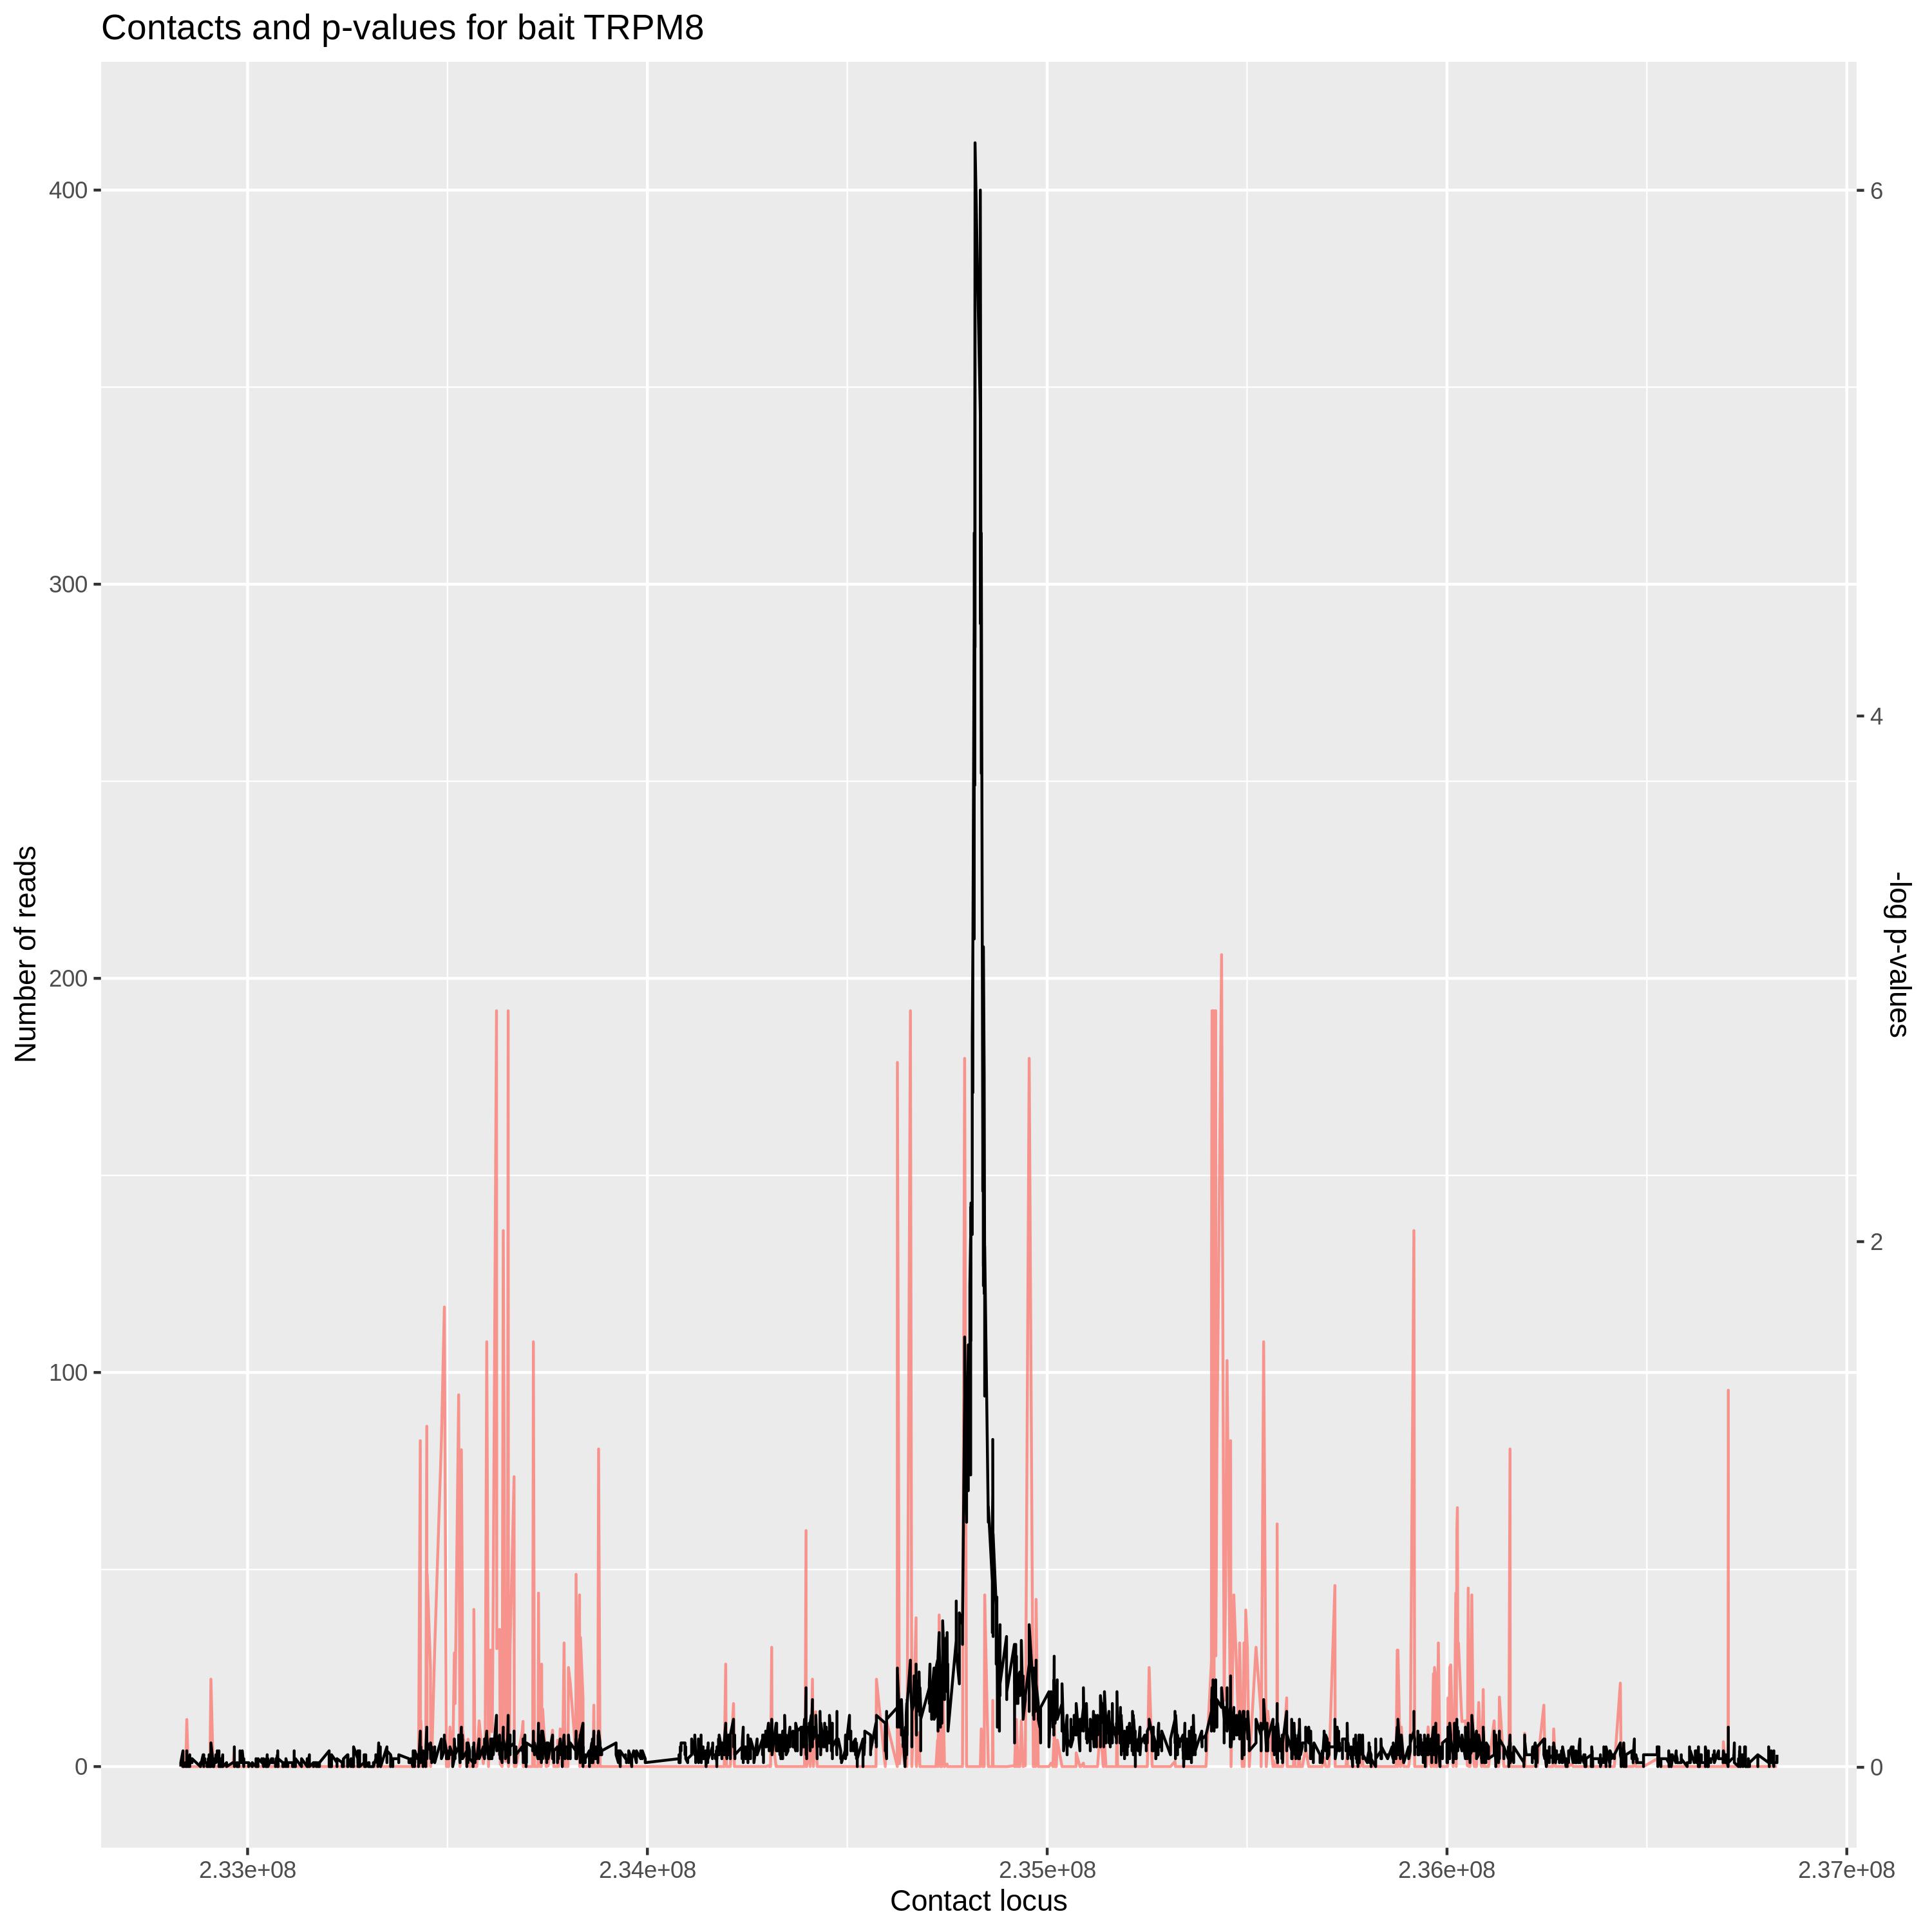 Contacts and p-values for bait TRPM8
400
300
200
100
0
Number of reads
6
4
2
0
-log p-values
2.33e+08 2.34e+08 2.35e+08 2.36e+08 2.37e+08
Contact locus